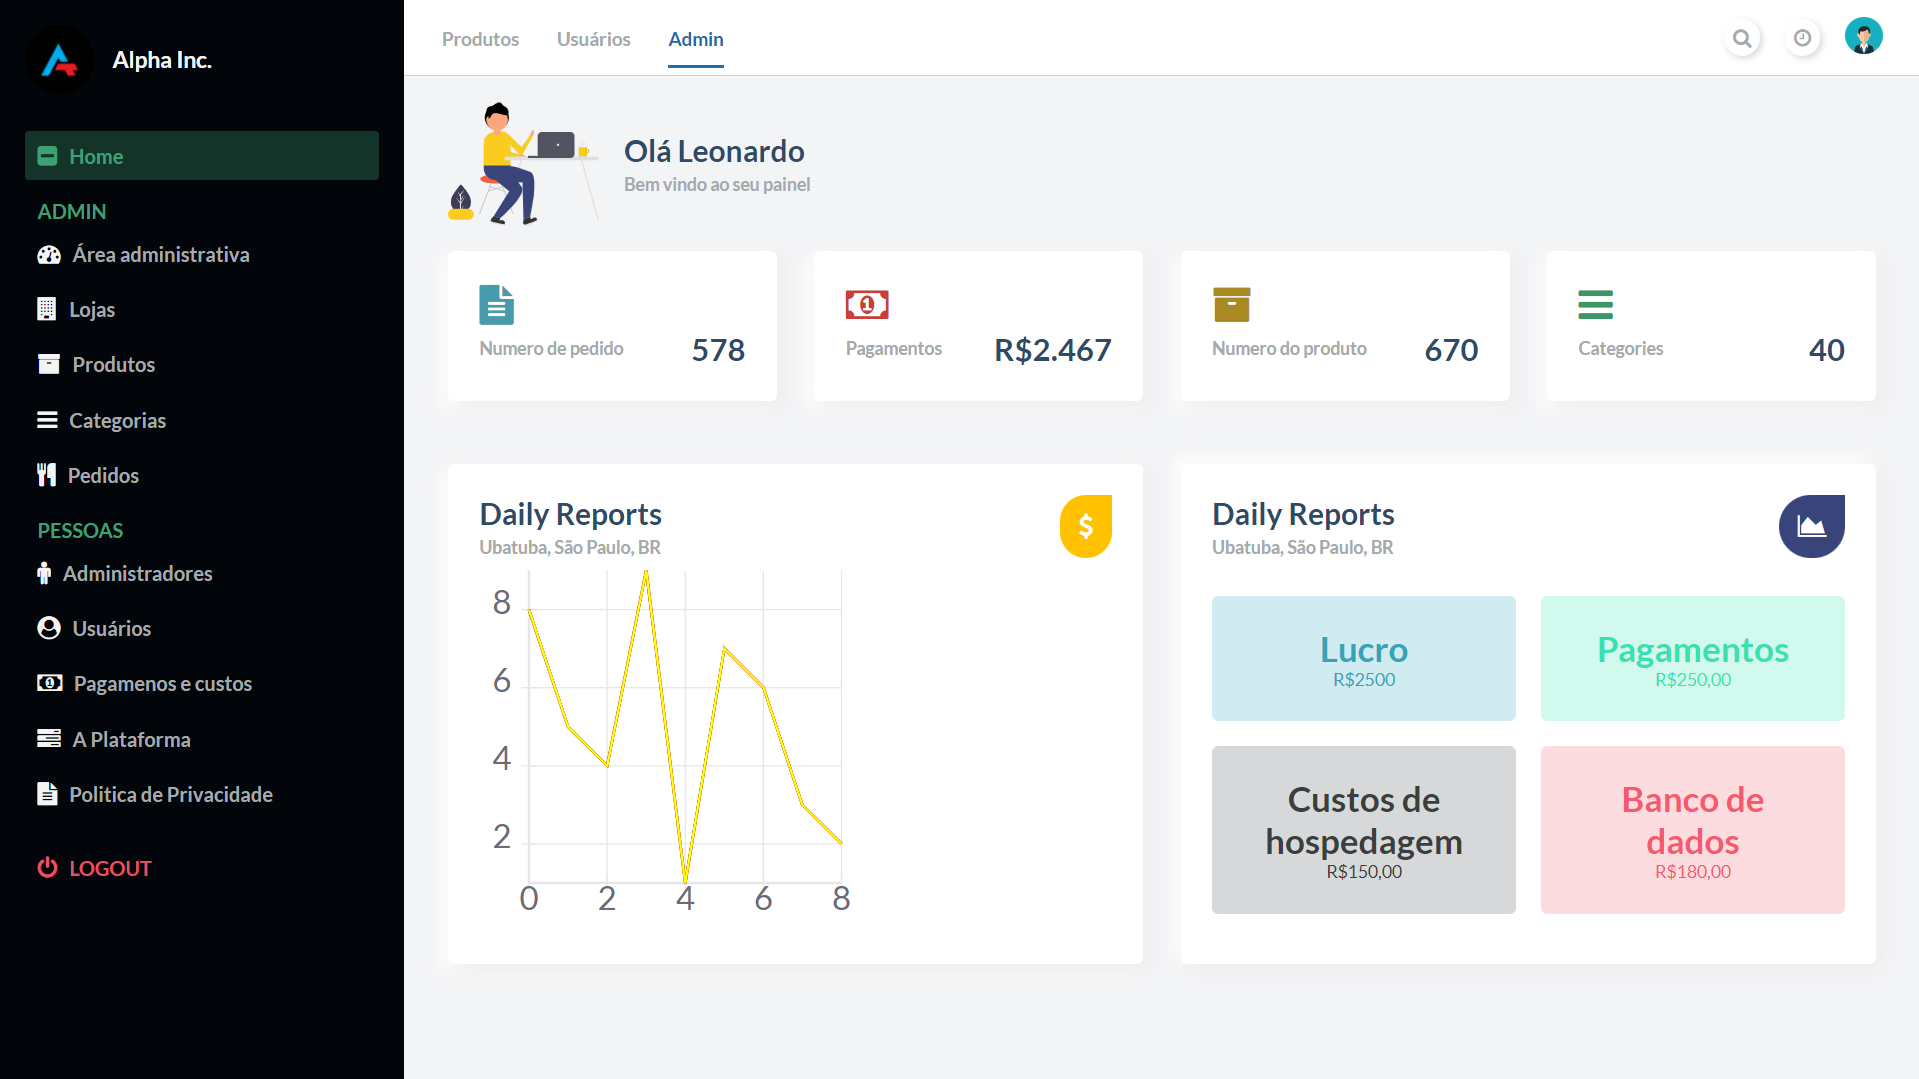 Alpha Inc.
Home
ADMIN
Área administrativa
Lojas
Produtos
Categorias
Pedidos
PESSOAS
Administradores
Usuários
Pagamenos e custos
A Plataforma
Politica de Privacidade
LOGOUT
Produtos Usuários Admin
Olá Leonardo
Bem vindo ao seu painel
Numero de pedido 578
Pagamentos R$2.467
Numero do produto 670
Categories 40
Daily Reports
Ubatuba, São Paulo, BR
8
6
4
2
0 2 4 6 8
Daily Reports
Ubatuba, São Paulo, BR
Lucro
R$2500
Pagamentos
R$250,00
Custos de
hospedagem
R$150,00
Banco de
dados
R$180,00